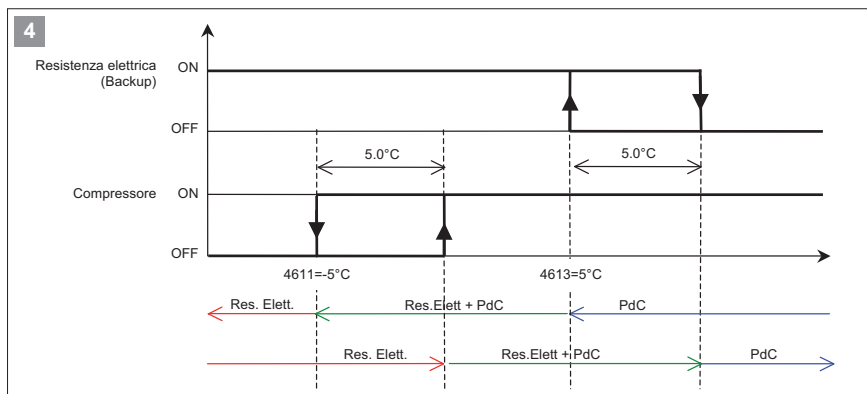 4
Resistenza elettrica
(Backup)
ON
OFF
5.0°C
5.0°C
Compressore
ON
OFF
4611=-5°C
4613=5°C
Res. Elett.
Res.Elett + PdC
PdC
Res. Elett.
Res.Elett + PdC
PdC